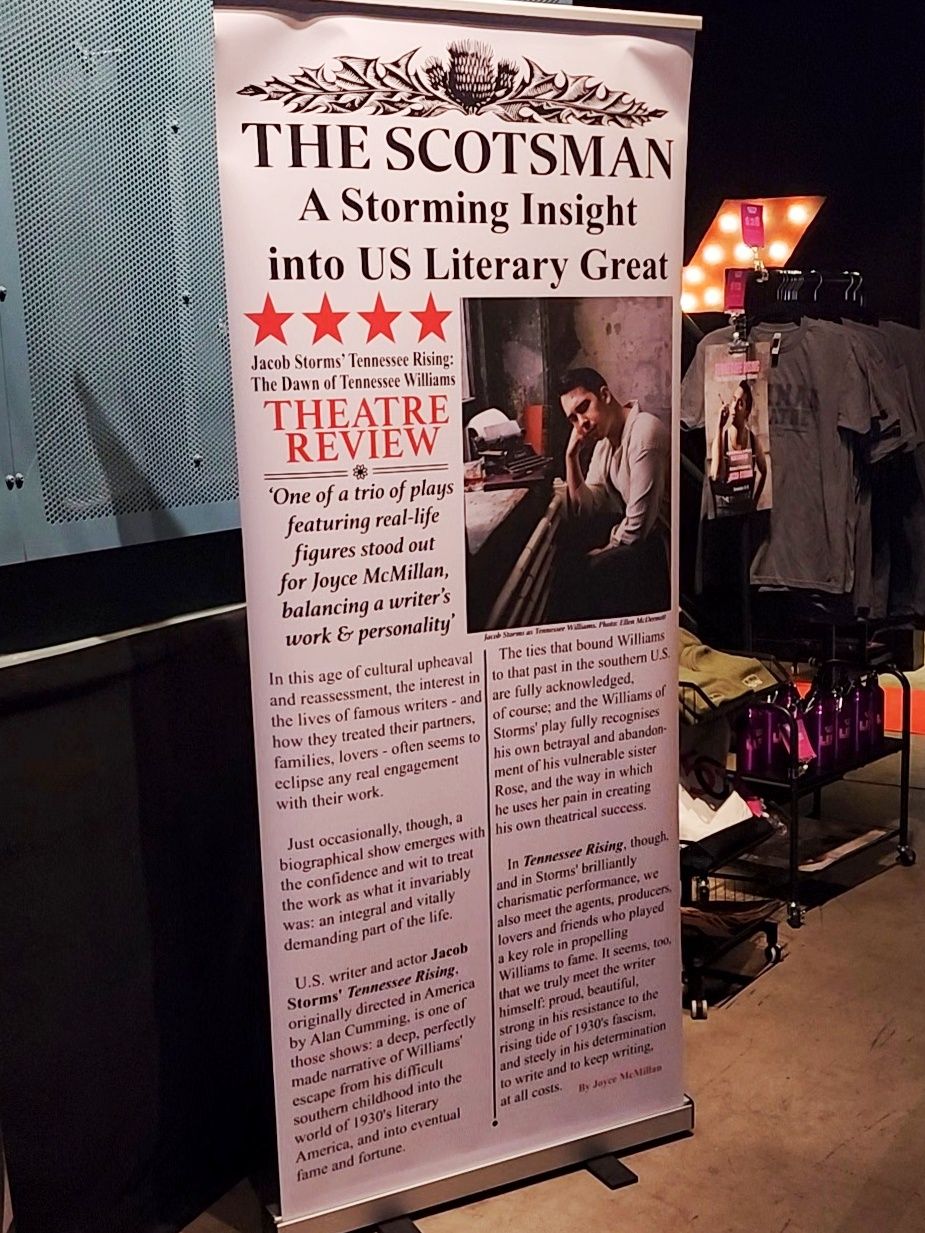 THE SCOTSMAN
A Storming Insight
into US Literary Great
Jacob Storms' Tennessee Rising:
The Dawn of Tennessee Williams
THEATRE
REVIEW
'One of a trio of plays
featuring real-life
figures stood out
for Joyce McMillan,
balancing a writer's
work & personality'
Jacob Storms as Tennessee Williams. Photo: Ellen McDermott
In this age of cultural upheaval
and reassessment, the interest in
the lives of famous writers - and
how they treated their partners,
families, lovers - often seems to
eclipse any real engagement
with their work.
Just occasionally, though, a
biographical show emerges with
the confidence and wit to treat
the work as what it invariably
was: an integral and vitally
demanding part of the life.
U.S. writer and actor Jacob
Storms' Tennessee Rising,
originally directed in America
by Alan Cumming, is one of
those shows: a deep, perfectly
made narrative of Williams'
escape from his difficult
southern childhood into the
world of 1930's literary
America, and into eventual
fame and fortune.
The ties that bound Williams
to that past in the southern U.S.
are fully acknowledged,
of course; and the Williams of
Storms' play fully recognises
his own betrayal and abandon-
ment of his vulnerable sister
Rose, and the way in which
he uses her pain in creating
his own theatrical success.
In Tennessee Rising, though,
and in Storms' brilliantly
charismatic performance, we
also meet the agents, producers,
lovers and friends who played
a key role in propelling
Williams to fame. It seems, too,
that we truly meet the writer
himself: proud, beautiful,
strong in his resistance to the
rising tide of 1930's fascism,
and steely in his determination
to write and to keep writing,
at all costs.
By Joyce McMillan